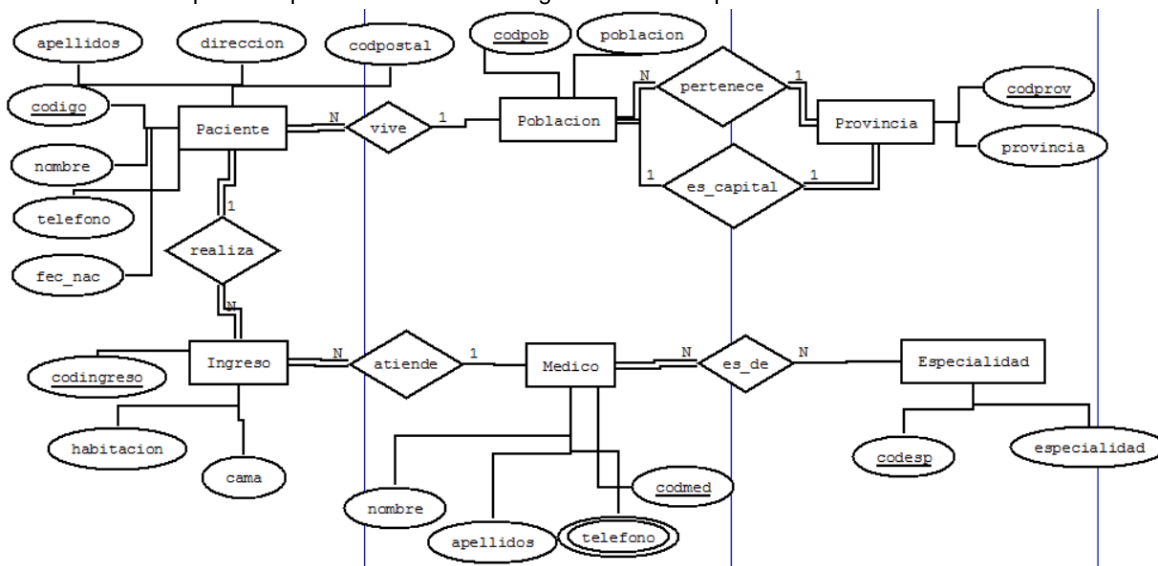 apellidos
direccion
codpostal
codpob
poblacion
codigo
Paciente
N
vive
1
Poblacion
N
pertenece
1
Provincia
codprov
provincia
nombre
1
es_capital
1
telefono
1
realiza
fec_nac
N
Ingreso
N
atiende
1
Medico
N
es_de
N
Especialidad
codingreso
habitacion
cama
nombre
apellidos
telefono
codmed
codesp
especialidad